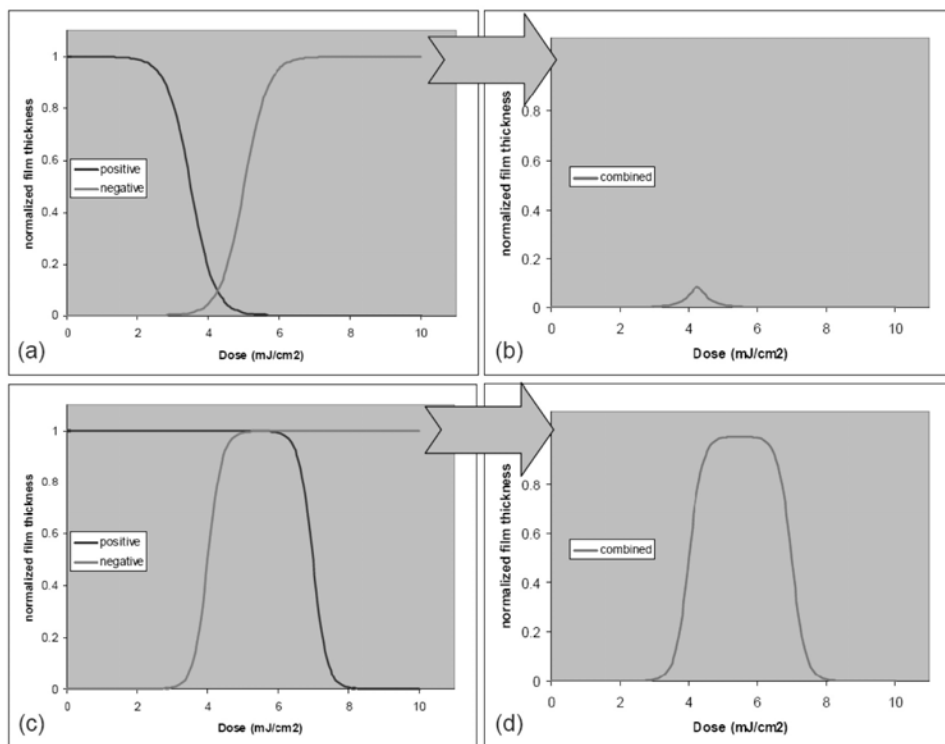 normalized film thickness
1
0.8
0.6
0.4
0.2
0
positive
negative
0 2 4 6 8 10
Dose (mJ/cm2)
(a)
normalized film thickness
0.8
0.6
0.4
0.2
0
combined
0 2 4 6 8 10
Dose (mJ/cm2)
(b)
normalized film thickness
1
0.8
0.6
0.4
0.2
0
positive
negative
0 2 4 6 8 10
Dose (mJ/cm2)
(c)
normalized film thickness
0.8
0.6
0.4
0.2
0
combined
0 2 4 6 8 10
Dose (mJ/cm2)
(d)